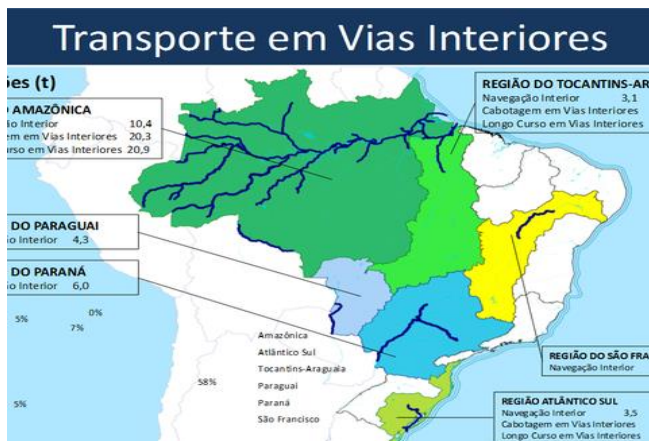 Transporte em Vias Interiores
ões (t)
O AMAZÔNICA
ão Interior 10,4
em em Vias Interiores 20,3
urso em Vias Interiores 20,9
DO PARAGUAI
ão Interior 4,3
DO PARANÁ
ão Interior 6,0
5%
0%
7%
58%
5%
Amazônica
Atlântico Sul
Tocantins-Araguaia
Paraguai
Paraná
São Francisco
REGIÃO DO TOCANTINS-AR
Navegação Interior 3,1
Cabotagem em Vias Interiores
Longo Curso em Vias Interiores
REGIÃO DO SÃO FRA
Navegação Interior
REGIÃO ATLÂNTICO SUL
Navegação Interior 3,5
Cabotagem em Vias Interiores
Longo Curso em Vias Interiores